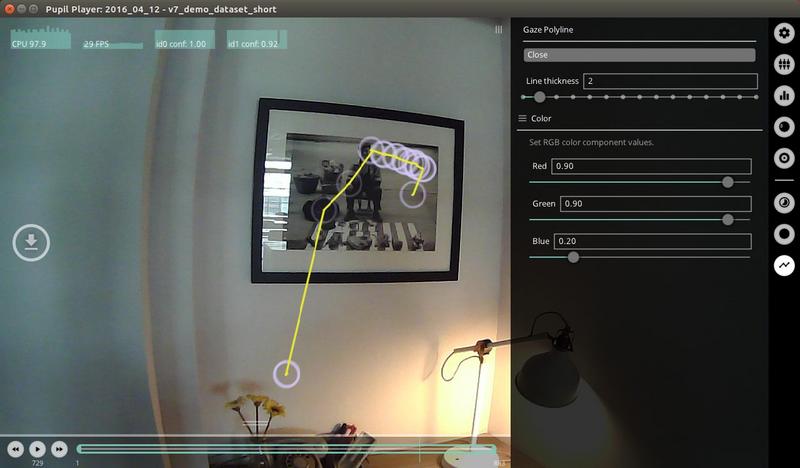 Pupil Player: 2016_04_12 - v7_demo_dataset_short
CPU 97.9
29 FPS
id0 conf: 1.00
id1 conf: 0.92
Gaze Polyline
Close
Line thickness 2
Color
Set RGB color component values.
Red 0.90
Green 0.90
Blue 0.20
729
1